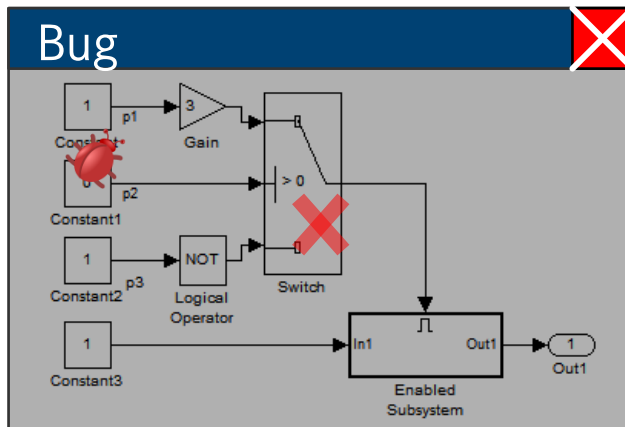 Bug
1
p1
3
Constant
Gain
p2
> 0
Constant1
1
p3
NOT
Constant2
Logical
Operator
Switch
1
In1
Out1
1
Constant3
Out1
Enabled
Subsystem